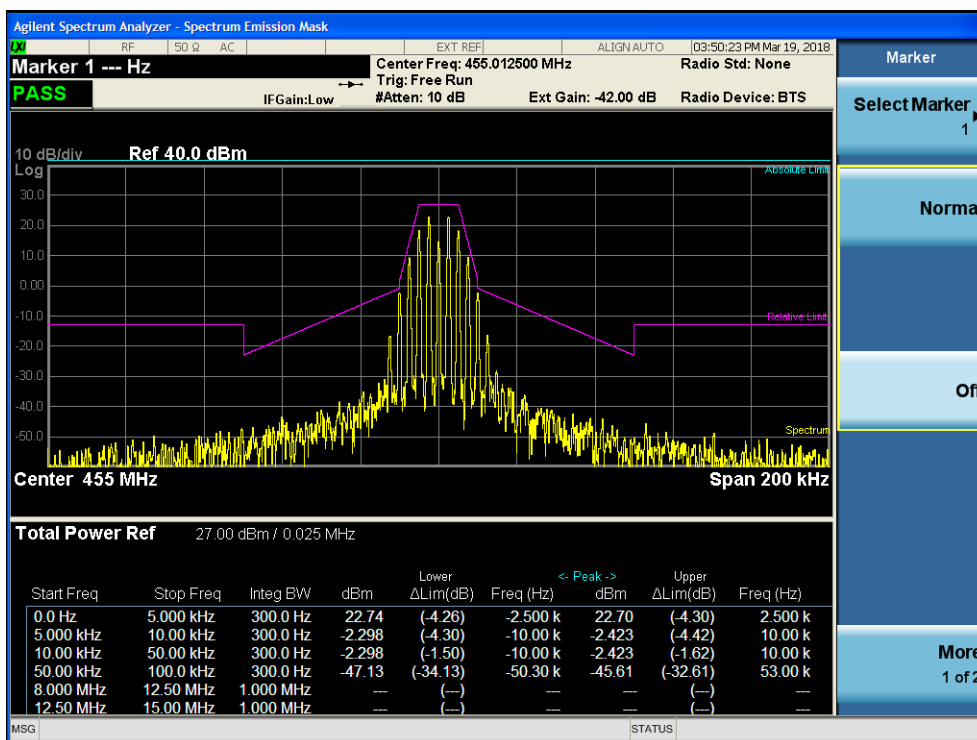 Agilent Spectrum Analyzer - Spectrum Emission Mask
LXI RF 50 Ω AC EXT REF ALIGN AUTO 03:50:23 PM Mar 19, 2018
Marker 1 --- Hz Center Freq: 455.012500 MHz Radio Std: None Marker
Trig: Free Run
PASS IFGain:Low #Atten: 10 dB Ext Gain: -42.00 dB Radio Device: BTS
Select Marker
1
10 dB/div Ref 40.0 dBm
Log Absolute Limit
30.0
20.0 Norma
10.0
0.00
-10.0 Relative Limit
-20.0
-30.0
-40.0 Off
-50.0 Spectrum
Center 455 MHz Span 200 kHz
Total Power Ref 27.00 dBm / 0.025 MHz
Lower <- Peak -> Upper
Start Freq Stop Freq Integ BW dBm ΔLim(dB) Freq (Hz) dBm ΔLim(dB) Freq (Hz)
0.0 Hz 5.000 kHz 300.0 Hz 22.74 (-4.26) -2.500 k 22.70 (-4.30) 2.500 k
5.000 kHz 10.00 kHz 300.0 Hz -2.298 (-4.30) -10.00 k -2.423 (-4.42) 10.00 k
10.00 kHz 50.00 kHz 300.0 Hz -2.298 (-1.50) -10.00 k -2.423 (-1.62) 10.00 k
50.00 kHz 100.0 kHz 300.0 Hz -47.13 (-34.13) -50.30 k -45.61 (-32.61) 53.00 k
8.000 MHz 12.50 MHz 1.000 MHz --- (---) --- --- (---) ---
12.50 MHz 15.00 MHz 1.000 MHz --- (---) --- --- (---) ---
More
1 of 2
MSG STATUS